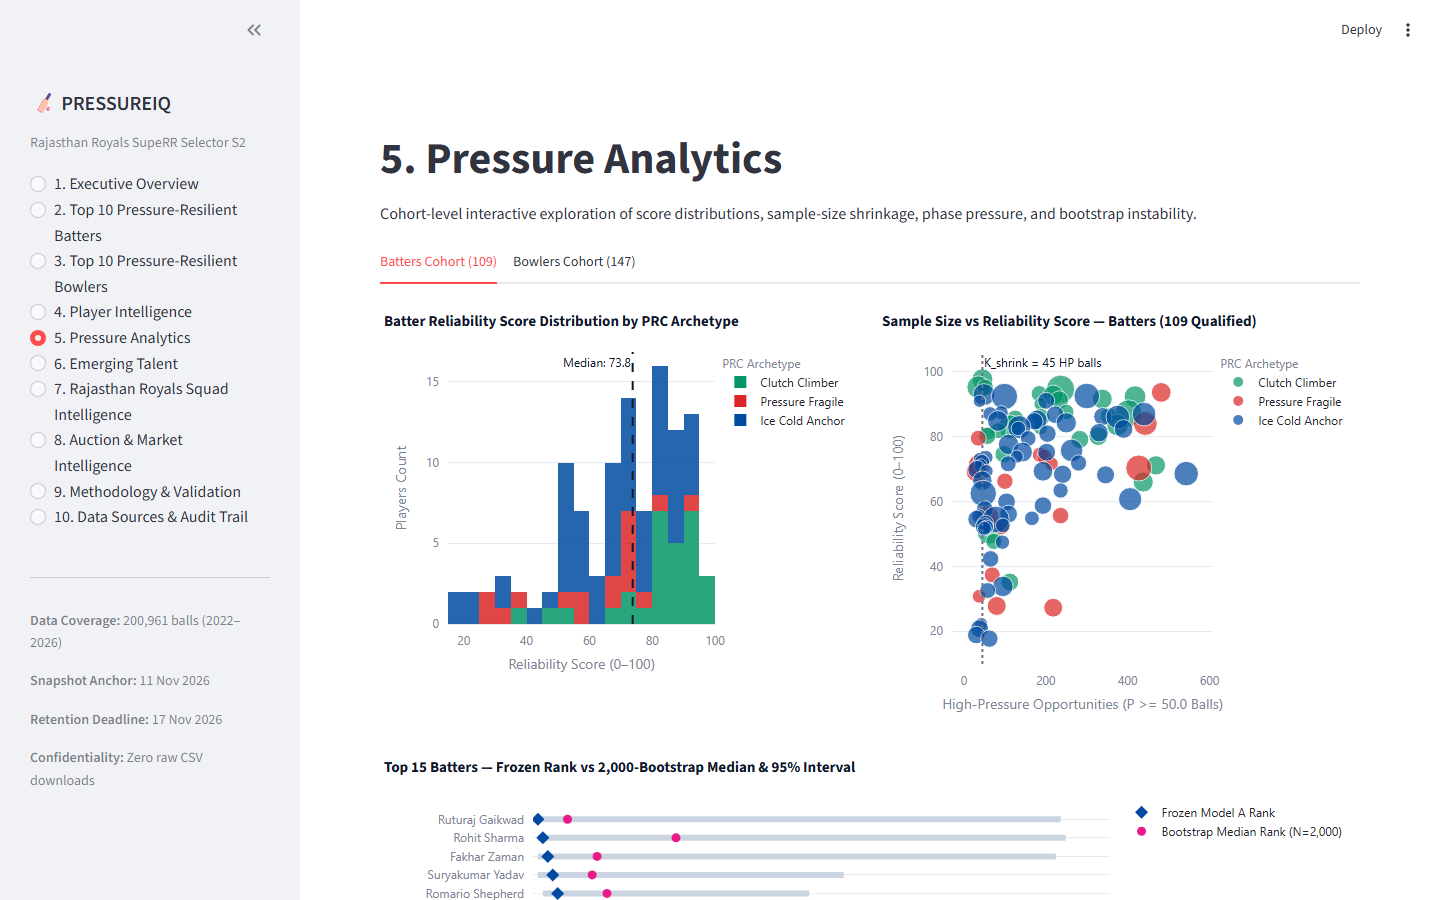 Deploy
PRESSUREIQ
Rajasthan Royals SupeRR Selector S2
1. Executive Overview
2. Top 10 Pressure-Resilient
Batters
3. Top 10 Pressure-Resilient
Bowlers
4. Player Intelligence
5. Pressure Analytics
6. Emerging Talent
7. Rajasthan Royals Squad
Intelligence
8. Auction & Market
Intelligence
9. Methodology & Validation
10. Data Sources & Audit Trail
Data Coverage: 200,961 balls (2022–
2026)
Snapshot Anchor: 11 Nov 2026
Retention Deadline: 17 Nov 2026
Confidentiality: Zero raw CSV
downloads
5. Pressure Analytics
Cohort-level interactive exploration of score distributions, sample-size shrinkage, phase pressure, and bootstrap instability.
Batters Cohort (109)
Bowlers Cohort (147)
Batter Reliability Score Distribution by PRC Archetype
Median: 73.8
PRC Archetype
Clutch Climber
Pressure Fragile
Ice Cold Anchor
Players Count
15
10
5
0
20 40 60 80 100
Reliability Score (0–100)
Sample Size vs Reliability Score — Batters (109 Qualified)
K_shrink = 45 HP balls
PRC Archetype
Clutch Climber
Pressure Fragile
Ice Cold Anchor
Reliability Score (0–100)
100
80
60
40
20
0 200 400 600
High-Pressure Opportunities (P >= 50.0 Balls)
Top 15 Batters — Frozen Rank vs 2,000-Bootstrap Median & 95% Interval
Ruturaj Gaikwad
Rohit Sharma
Fakhar Zaman
Suryakumar Yadav
Romario Shepherd
Frozen Model A Rank
Bootstrap Median Rank (N=2,000)